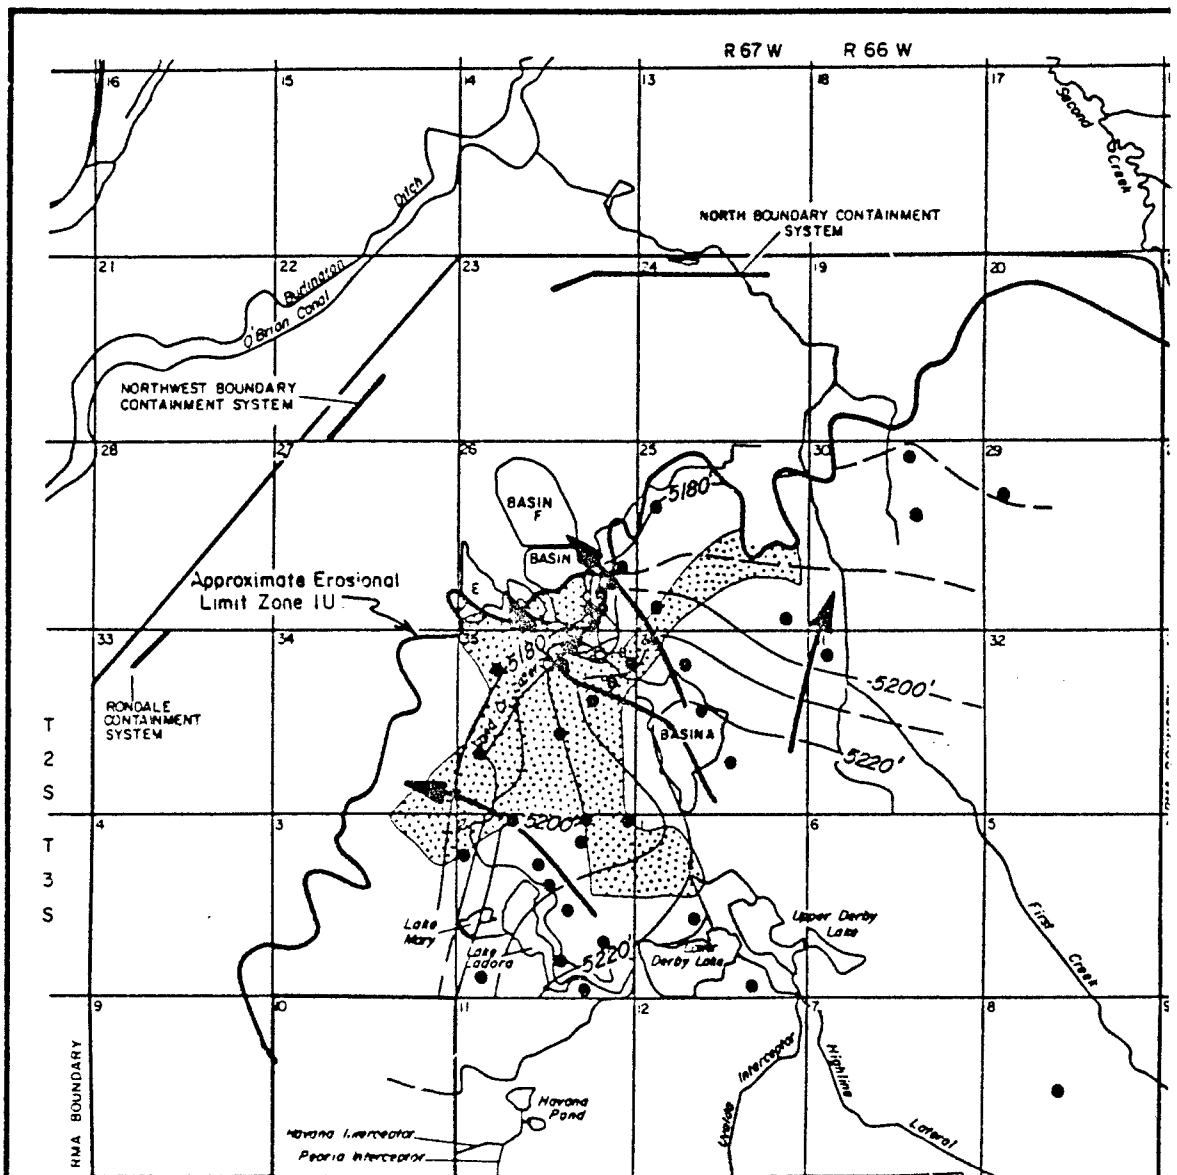 R 67 W R 66 W
16 15 14 13 18 17
Second Creek
Ditch
NORTH BOUNDARY CONTAINMENT
SYSTEM
21 22 23 24 19 20
Burlington
O'Brian Canal
NORTHWEST BOUNDARY
CONTAINMENT SYSTEM
28 27 26 25 30 29
5180'
BASIN
F
BASIN
Approximate Erosional
Limit Zone 1U
E
33 34 35 32
5180
5200'
RONDALE
CONTAINMENT
SYSTEM
BASIN A
5220'
T
2
S
4 3 6 5
5200'
T
3
S
Lake
Mary
Upper Derby
Lake
First
Creek
Lake
Ladora
5220'
Lower
Derby Lake
9 10 11 12 7 8 9
RMA BOUNDARY
Interceptor
Highline
Lateral
Havana
Pond
Havana Interceptor
Peoria Interceptor